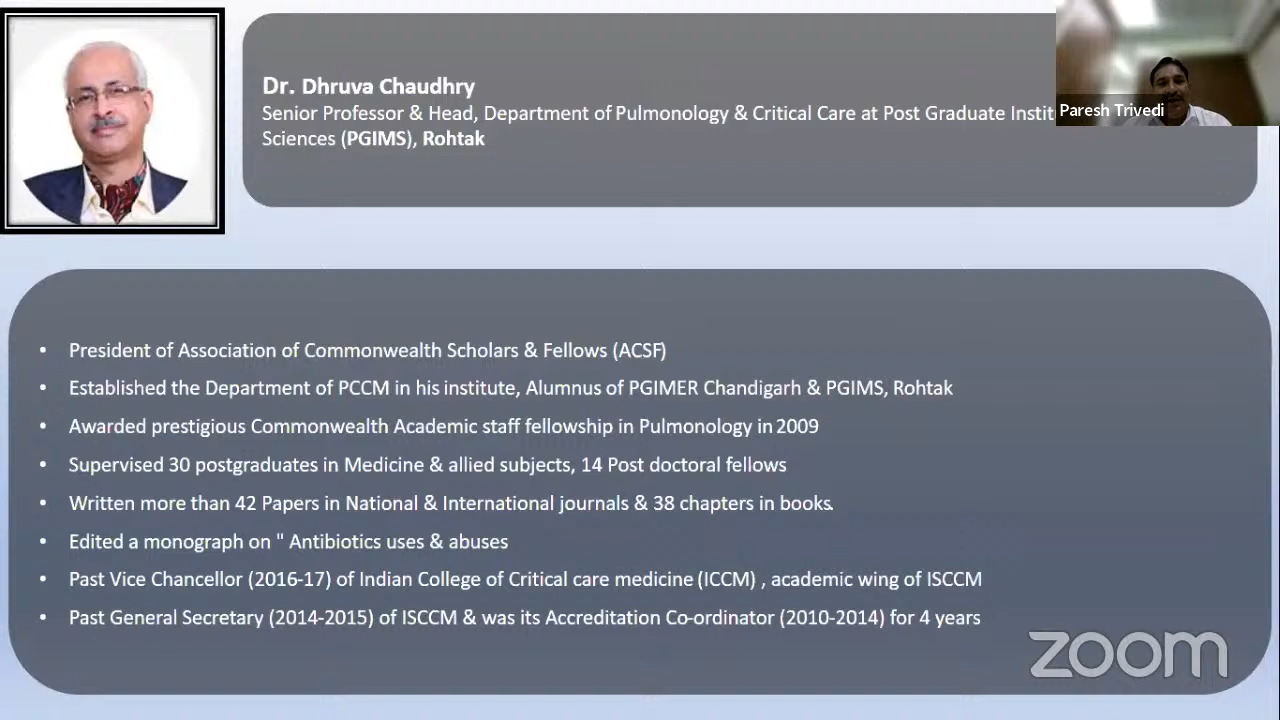 Dr. Dhruva Chaudhry
Senior Professor & Head, Department of Pulmonology & Critical Care at Post Graduate
Sciences (PGIMS), Rohtak
Paresh Trivedi
• President of Association of Commonwealth Scholars & Fellows (ACSF)
• Established the Department of PCCM in his institute, Alumnus of PGIMER Chandigarh & PGIMS, Rohtak
• Awarded prestigious Commonwealth Academic staff fellowship in Pulmonology in 2009
• Supervised 30 postgraduates in Medicine & allied subjects, 14 Post doctoral fellows
• Written more than 42 Papers in National & International journals & 38 chapters in books.
• Edited a monograph on " Antibiotics uses & abuses
• Past Vice Chancellor (2016-17) of Indian College of Critical care medicine (ICCM) , academic wing of ISCCM
• Past General Secretary (2014-2015) of ISCCM & was its Accreditation Co-ordinator (2010-2014) for 4 years
zoom